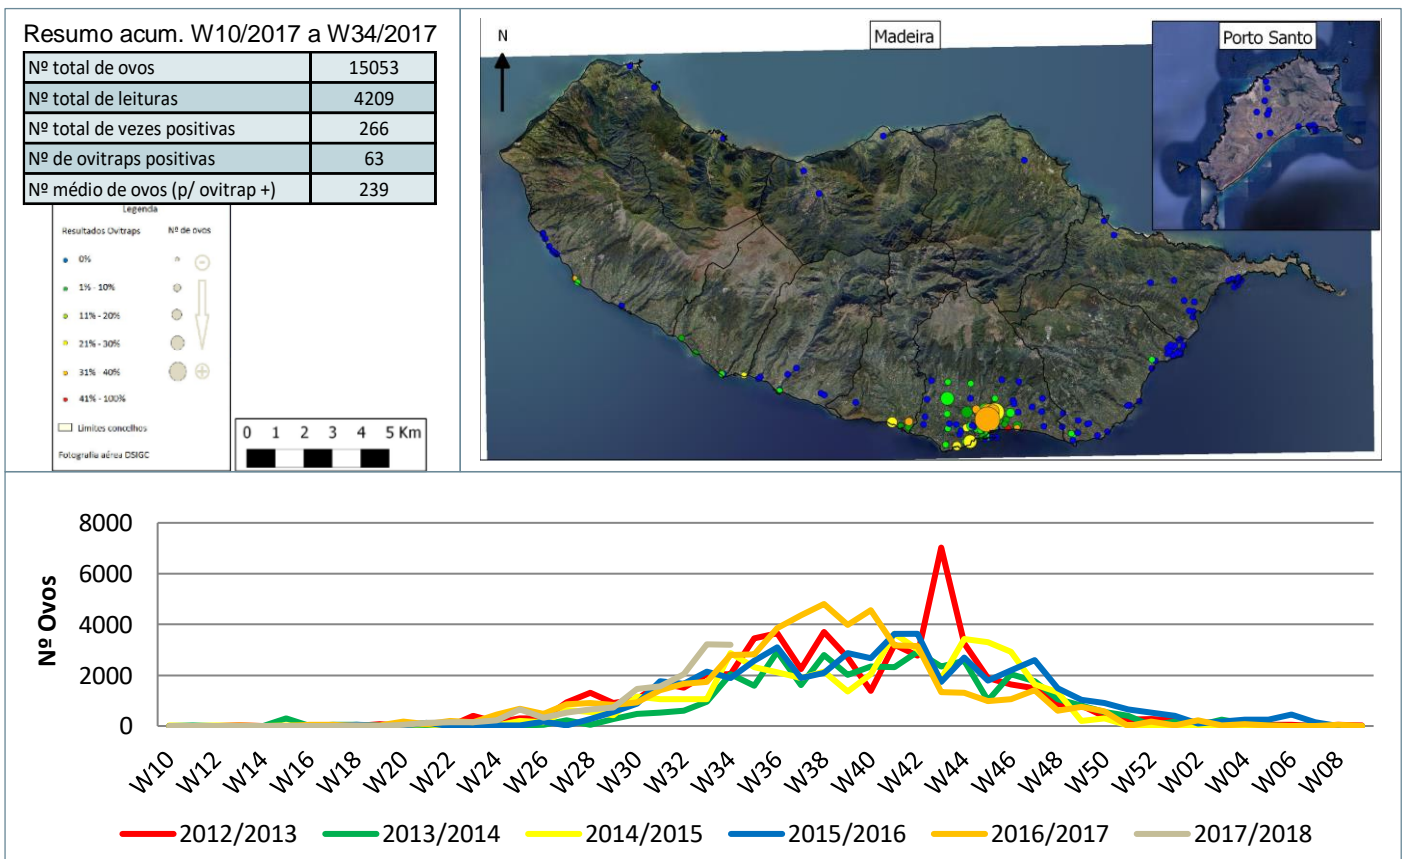 Resumo acum. W10/2017 a W34/2017
Nº total de ovos 15053
Nº total de leituras 4209
Nº total de vezes positivas 266
Nº de ovitraps positivas 63
Nº médio de ovos (p/ ovitrap +) 239
Legenda
Resultados Ovitraps Nº de ovos
0%
1% - 10%
11% - 20%
21% - 30%
31% - 40%
41% - 100%
Limites concelhos
Fotografia aérea DSIGC
0 1 2 3 4 5 Km
N
Madeira
Porto Santo
Nº Ovos
8000
6000
4000
2000
0
W10 W12 W14 W16 W18 W20 W22 W24 W26 W28 W30 W32 W34 W36 W38 W40 W42 W44 W46 W48 W50 W52 W02 W04 W06 W08
2012/2013 2013/2014 2014/2015 2015/2016 2016/2017 2017/2018